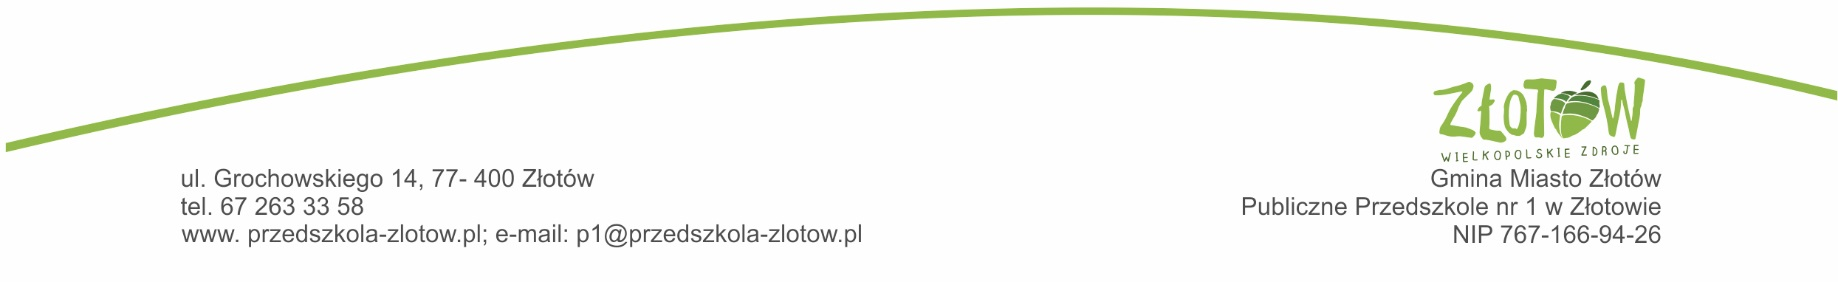 ZŁOTÓW
WIELKOPOLSKIE ZDROJE
ul. Grochowskiego 14, 77- 400 Złotów
tel. 67 263 33 58
www. przedszkola-zlotow.pl; e-mail: p1@przedszkola-zlotow.pl
Gmina Miasto Złotów
Publiczne Przedszkole nr 1 w Złotowie
NIP 767-166-94-26